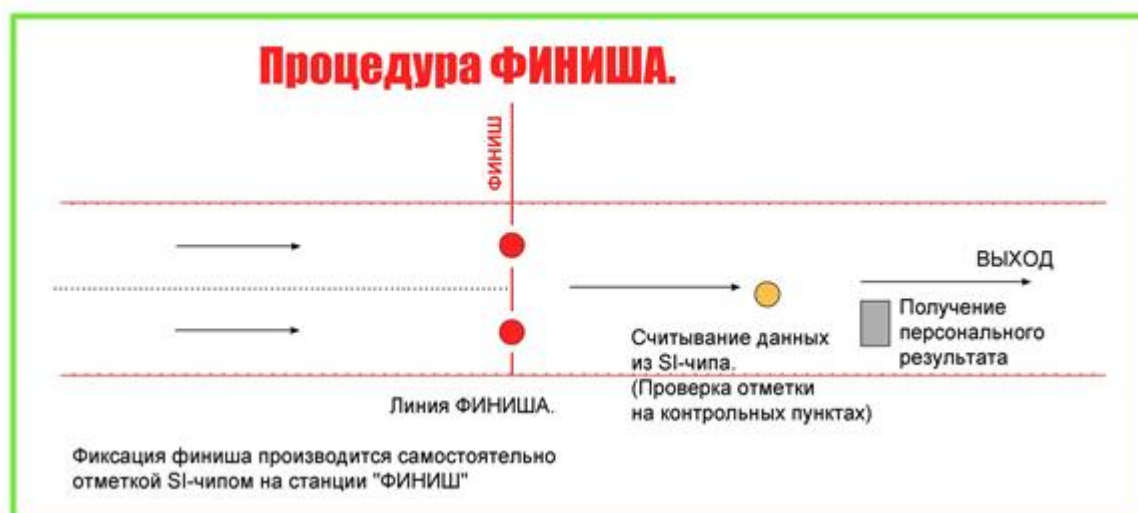 Процедура ФИНИША.
ФИНИШ
ВЫХОД
Получение
персонального
результата
Считывание данных
из SI-чипа.
(Проверка отметки
на контрольных пунктах)
Линия ФИНИША.
Фиксация финиша производится самостоятельно
отметкой SI-чипом на станции "ФИНИШ"